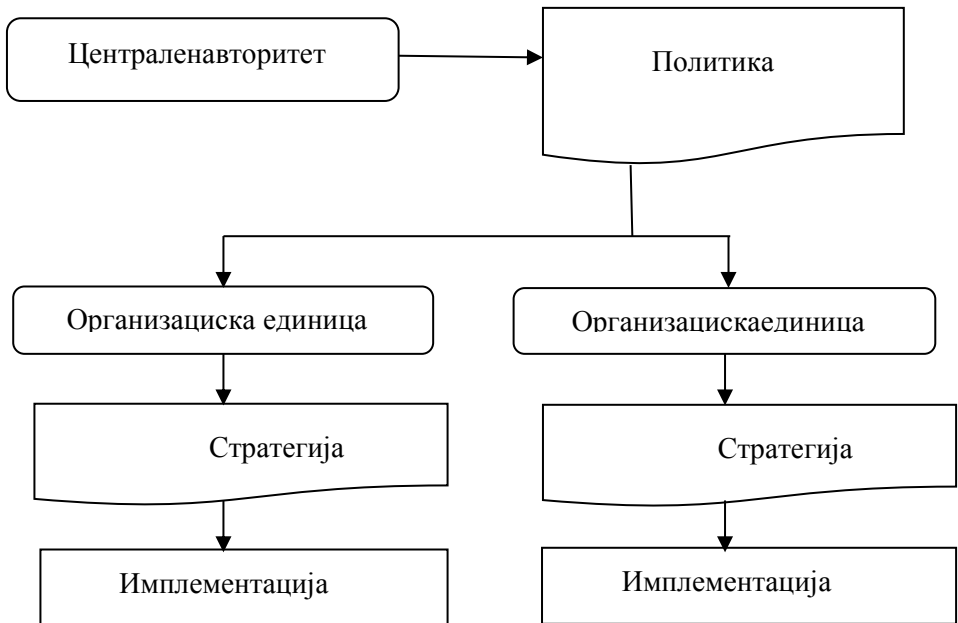 Централенавторитет
Политика
Организациска единица
Организацискаединица
Стратегија
Стратегија
Имплементација
Имплементација